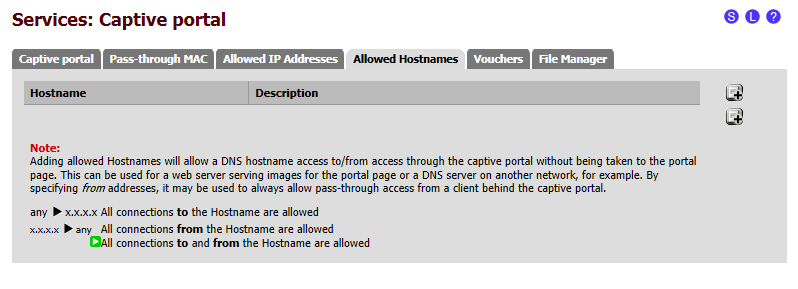 Services: Captive portal
S L ?
Captive portal Pass-through MAC Allowed IP Addresses Allowed Hostnames Vouchers File Manager
Hostname Description
Note:
Adding allowed Hostnames will allow a DNS hostname access to/from access through the captive portal without being taken to the portal
page. This can be used for a web server serving images for the portal page or a DNS server on another network, for example. By
specifying from addresses, it may be used to always allow pass-through access from a client behind the captive portal.
any ▶ x.x.x.x All connections to the Hostname are allowed
x.x.x.x ▶ any All connections from the Hostname are allowed
All connections to and from the Hostname are allowed